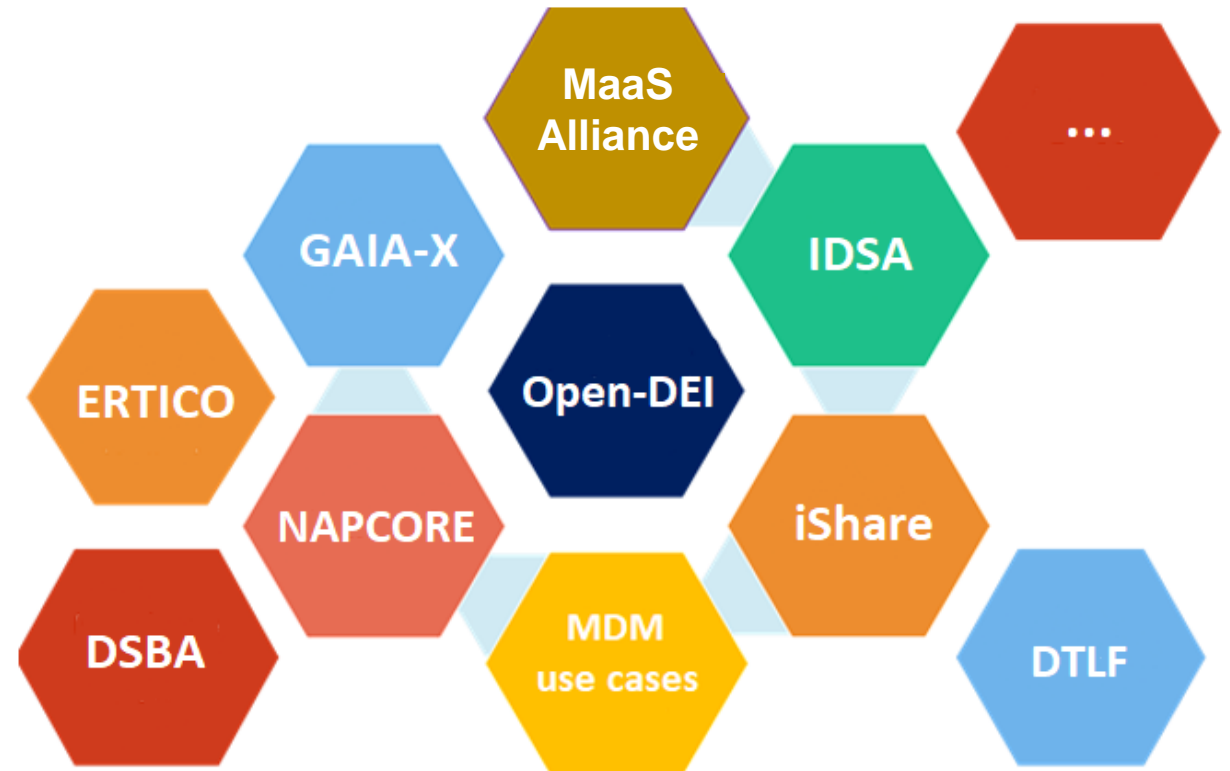 MaaS
Alliance
...
GAIA-X
IDSA
ERTICO
Open-DEI
NAPCORE
iShare
DSBA
MDM
use cases
DTLF